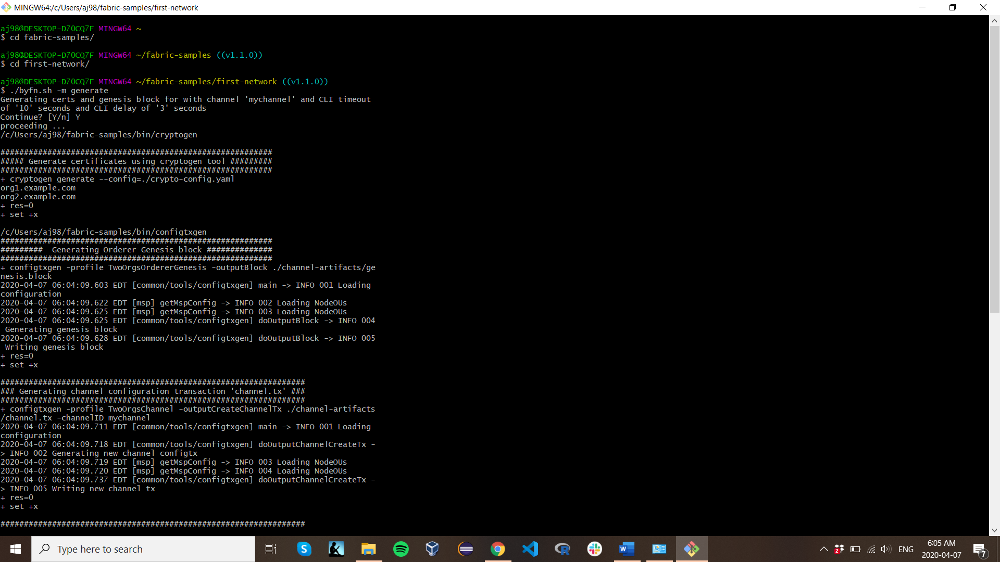 MINGW64:/c/Users/aj98/fabric-samples/first-network
aj98@DESKTOP-D7OCQ7F MINGW64 ~
$ cd fabric-samples/
aj98@DESKTOP-D7OCQ7F MINGW64 ~/fabric-samples ((v1.1.0))
$ cd first-network/
aj98@DESKTOP-D7OCQ7F MINGW64 ~/fabric-samples/first-network ((v1.1.0))
$ ./byfn.sh -m generate
Generating certs and genesis block for with channel 'mychannel' and CLI timeout
of '10' seconds and CLI delay of '3' seconds
Continue? [Y/n] Y
proceeding ...
/c/Users/aj98/fabric-samples/bin/cryptogen
##########################################################
##### Generate certificates using cryptogen tool #########
##########################################################
+ cryptogen generate --config=./crypto-config.yaml
org1.example.com
org2.example.com
+ res=0
+ set +x
/c/Users/aj98/fabric-samples/bin/configtxgen
##########################################################
#########  Generating Orderer Genesis block ##############
##########################################################
+ configtxgen -profile TwoOrgsOrdererGenesis -outputBlock ./channel-artifacts/ge
nesis.block
2020-04-07 06:04:09.603 EDT [common/tools/configtxgen] main -> INFO 001 Loading
configuration
2020-04-07 06:04:09.622 EDT [msp] getMspConfig -> INFO 002 Loading NodeOUs
2020-04-07 06:04:09.625 EDT [msp] getMspConfig -> INFO 003 Loading NodeOUs
2020-04-07 06:04:09.625 EDT [common/tools/configtxgen] doOutputBlock -> INFO 004
 Generating genesis block
2020-04-07 06:04:09.628 EDT [common/tools/configtxgen] doOutputBlock -> INFO 005
 Writing genesis block
+ res=0
+ set +x
#################################################################
### Generating channel configuration transaction 'channel.tx' ###
#################################################################
+ configtxgen -profile TwoOrgsChannel -outputCreateChannelTx ./channel-artifacts
/channel.tx -channelID mychannel
2020-04-07 06:04:09.711 EDT [common/tools/configtxgen] main -> INFO 001 Loading
configuration
2020-04-07 06:04:09.718 EDT [common/tools/configtxgen] doOutputChannelCreateTx -
> INFO 002 Generating new channel configtx
2020-04-07 06:04:09.719 EDT [msp] getMspConfig -> INFO 003 Loading NodeOUs
2020-04-07 06:04:09.720 EDT [msp] getMspConfig -> INFO 004 Loading NodeOUs
2020-04-07 06:04:09.737 EDT [common/tools/configtxgen] doOutputChannelCreateTx -
> INFO 005 Writing new channel tx
+ res=0
+ set +x
#################################################################
Type here to search
ENG
6:05 AM
2020-04-07
7